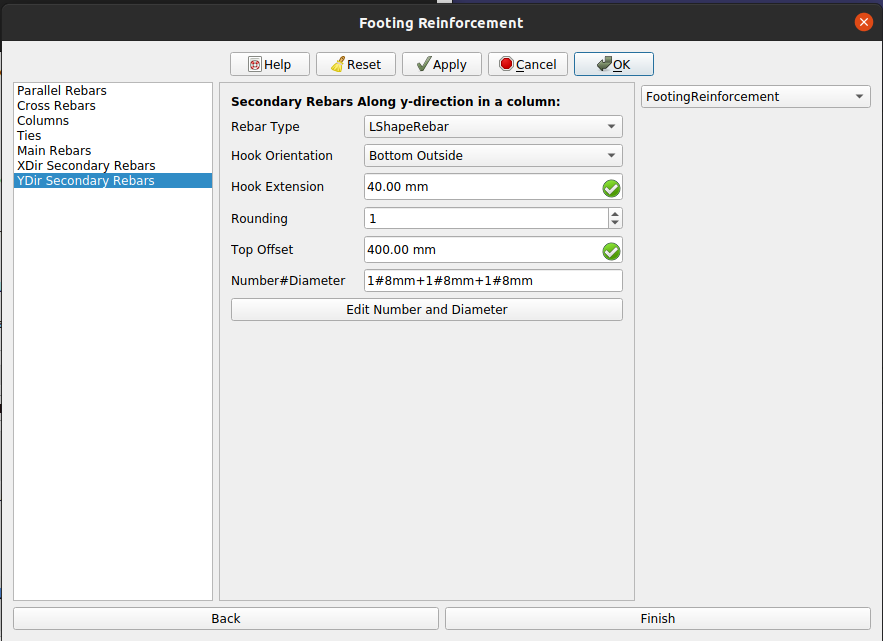 Footing Reinforcement
Help Reset Apply Cancel OK
Parallel Rebars
Cross Rebars
Columns
Ties
Main Rebars
XDir Secondary Rebars
YDir Secondary Rebars
Secondary Rebars Along y-direction in a column:
Rebar Type LShapeRebar
Hook Orientation Bottom Outside
Hook Extension 40.00 mm
Rounding 1
Top Offset 400.00 mm
Number#Diameter 1#8mm+1#8mm+1#8mm
Edit Number and Diameter
FootingReinforcement
Back Finish